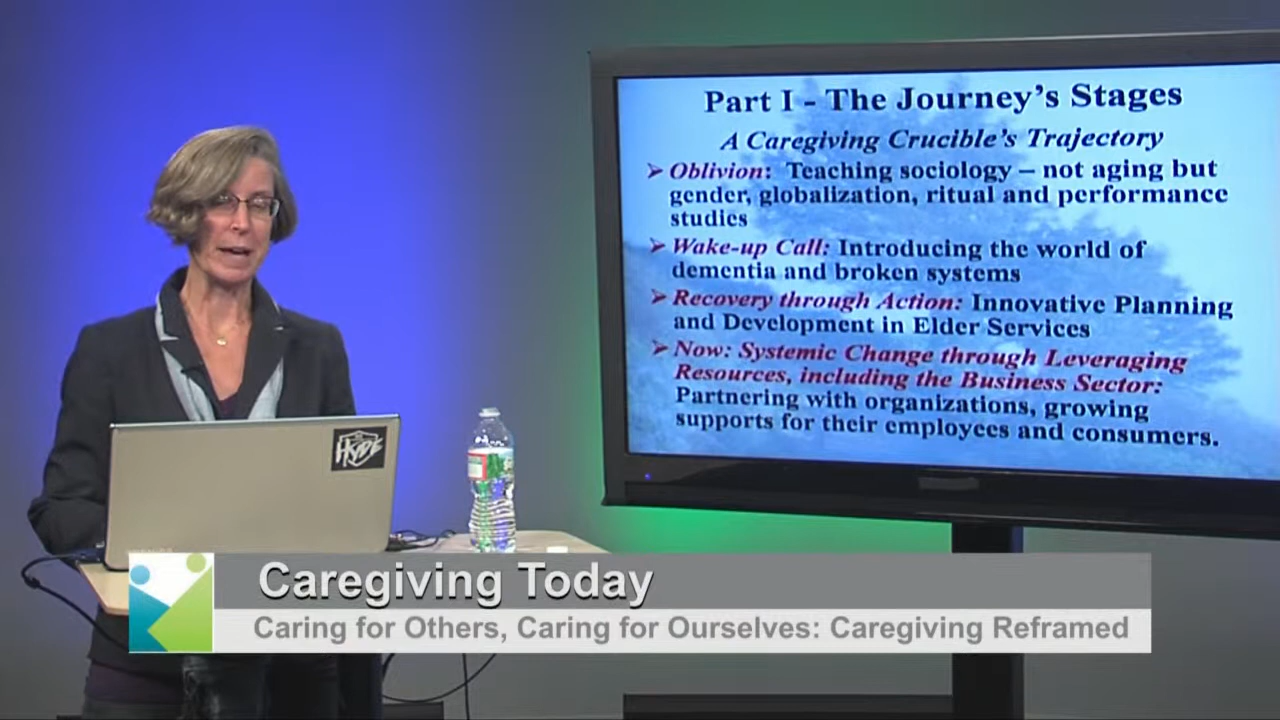 Part I - The Journey's Stages
A Caregiving Crucible's Trajectory
➢ Oblivion: Teaching sociology – not aging but
gender, globalization, ritual and performance
studies
➢ Wake-up Call: Introducing the world of
dementia and broken systems
➢ Recovery through Action: Innovative Planning
and Development in Elder Services
➢ Now: Systemic Change through Leveraging
Resources, including the Business Sector:
Partnering with organizations, growing
supports for their employees and consumers.
HYDE
Caregiving Today
Caring for Others, Caring for Ourselves: Caregiving Reframed